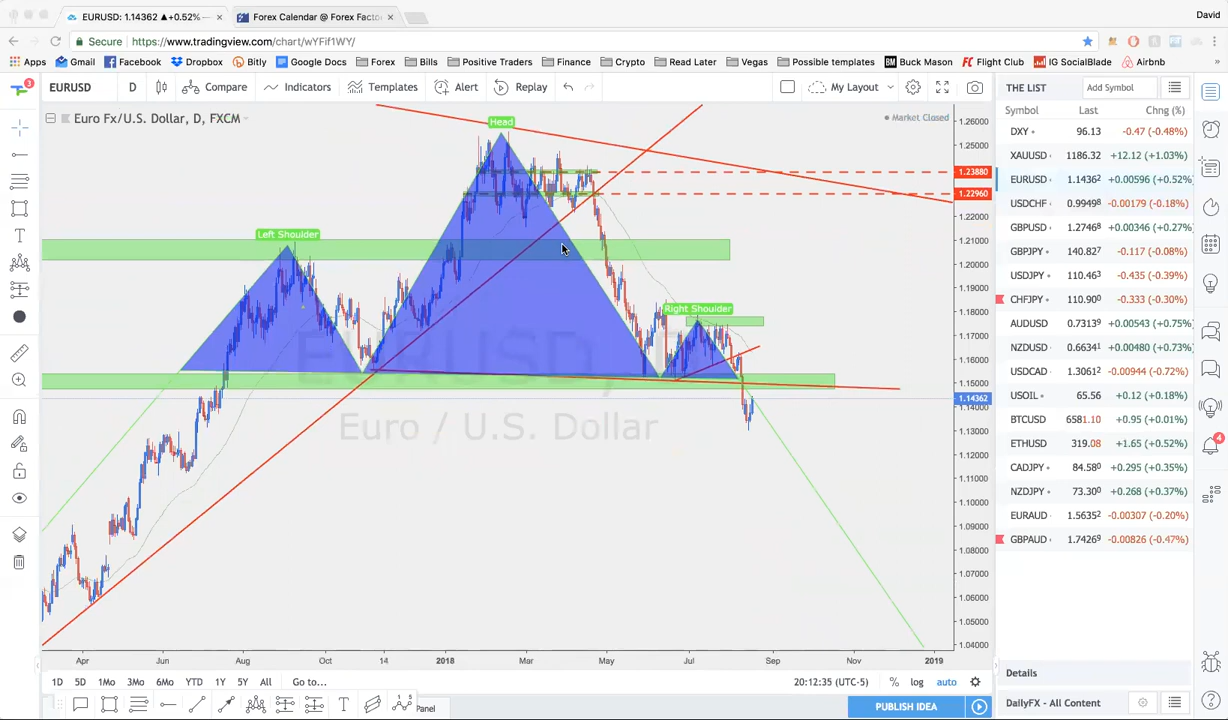 EURUSD: 1.14362 ▲+0.52%
Forex Calendar @ Forex Facto
David
Secure https://www.tradingview.com/chart/wYFif1WY/
Apps Gmail Facebook Dropbox Bitly Google Docs Forex Bills Positive Traders Finance Crypto Read Later Vegas Possible templates Buck Mason Flight Club IG SocialBlade Airbnb »
3 EURUSD D Compare Indicators Templates Alert Replay My Layout THE LIST Add Symbol
Euro Fx/U.S. Dollar, D, FXCM
Market Closed
Symbol Last Chng (%)
DXY 96.13 -0.47 (-0.48%)
XAUUSD 1186.32 +12.12 (+1.03%)
EURUSD 1.14362 +0.00596 (+0.52%)
USDCHF 0.99498 -0.00179 (-0.18%)
GBPUSD 1.27468 +0.00346 (+0.27%)
GBPJPY 140.827 -0.117 (-0.08%)
USDJPY 110.463 -0.435 (-0.39%)
CHFJPY 110.900 -0.333 (-0.30%)
AUDUSD 0.73139 +0.00543 (+0.75%)
NZDUSD 0.66341 +0.00480 (+0.73%)
USDCAD 1.30612 -0.00944 (-0.72%)
USOIL 65.56 +0.12 (+0.18%)
BTCUSD 6581.10 +0.95 (+0.01%)
ETHUSD 319.08 +1.65 (+0.52%)
CADJPY 84.580 +0.295 (+0.35%)
NZDJPY 73.300 +0.268 (+0.37%)
EURAUD 1.56352 -0.00307 (-0.20%)
GBPAUD 1.74269 -0.00826 (-0.47%)
Head
Left Shoulder
Right Shoulder
EURUSD,
Euro / U.S. Dollar
1.26000
1.25000
1.23880
1.22960
1.22000
1.21000
1.20000
1.19000
1.18000
1.17000
1.16000
1.15000
1.14362
1.14000
1.13000
1.12000
1.11000
1.10000
1.09000
1.08000
1.07000
1.06000
1.05000
1.04000
4
Apr Jun Aug Oct 14 2018 Mar May Jul Sep Nov 2019
1D 5D 1Mo 3Mo 6Mo YTD 1Y 5Y All Go to... 20:12:35 (UTC-5) % log auto
Details
Panel
PUBLISH IDEA
DailyFX - All Content